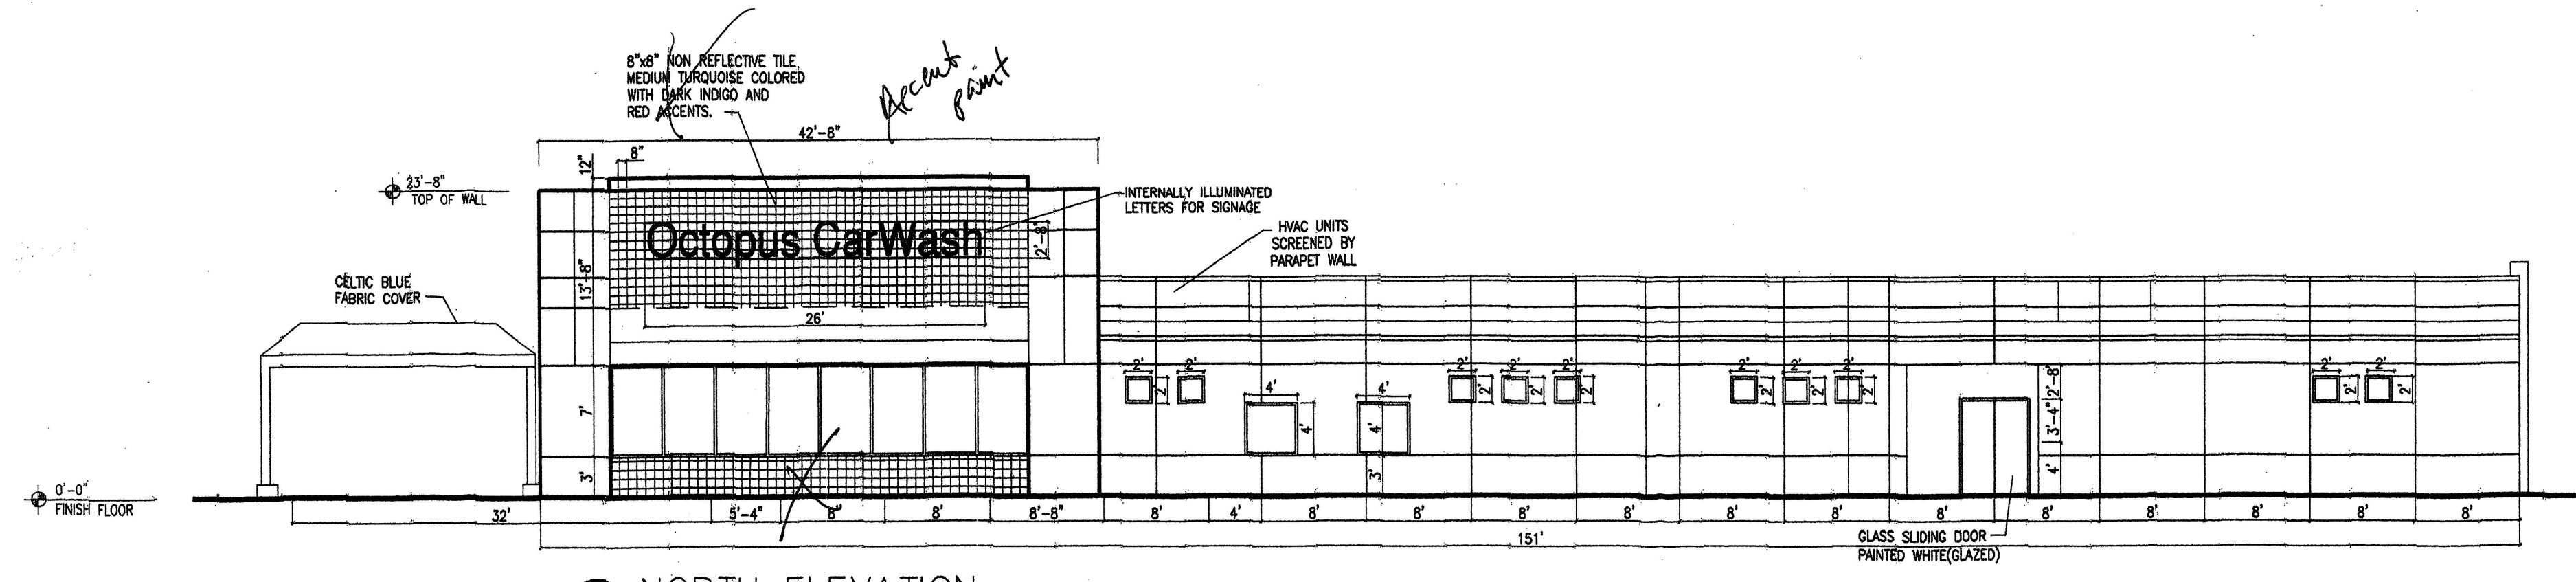 8"x8" NON REFLECTIVE TILE,
MEDIUM TURQUOISE COLORED
WITH DARK INDIGO AND
RED ACCENTS.
Accent
paint
42'-8"
12"
8"
23'-8"
TOP OF WALL
INTERNALLY ILLUMINATED
LETTERS FOR SIGNAGE
Octopus CarWash
2'-8"
HVAC UNITS
SCREENED BY
PARAPET WALL
CELTIC BLUE
FABRIC COVER
13'-8"
26'
2' 2' 2' 2' 2' 2' 2' 2' 2' 2'
2' 2' 2' 2' 2' 2' 2' 2' 2' 2'
4' 4'
4' 4'
7'
3'
3'
2'-8"
3'-4"
4'
0'-0"
FINISH FLOOR
32' 5'-4" 8' 8' 8'-8" 8' 4' 8' 8' 8' 8' 8' 8' 8' 8' 8' 8' 8' 8'
151'
GLASS SLIDING DOOR
PAINTED WHITE(GLAZED)
NORTH ELEVATION